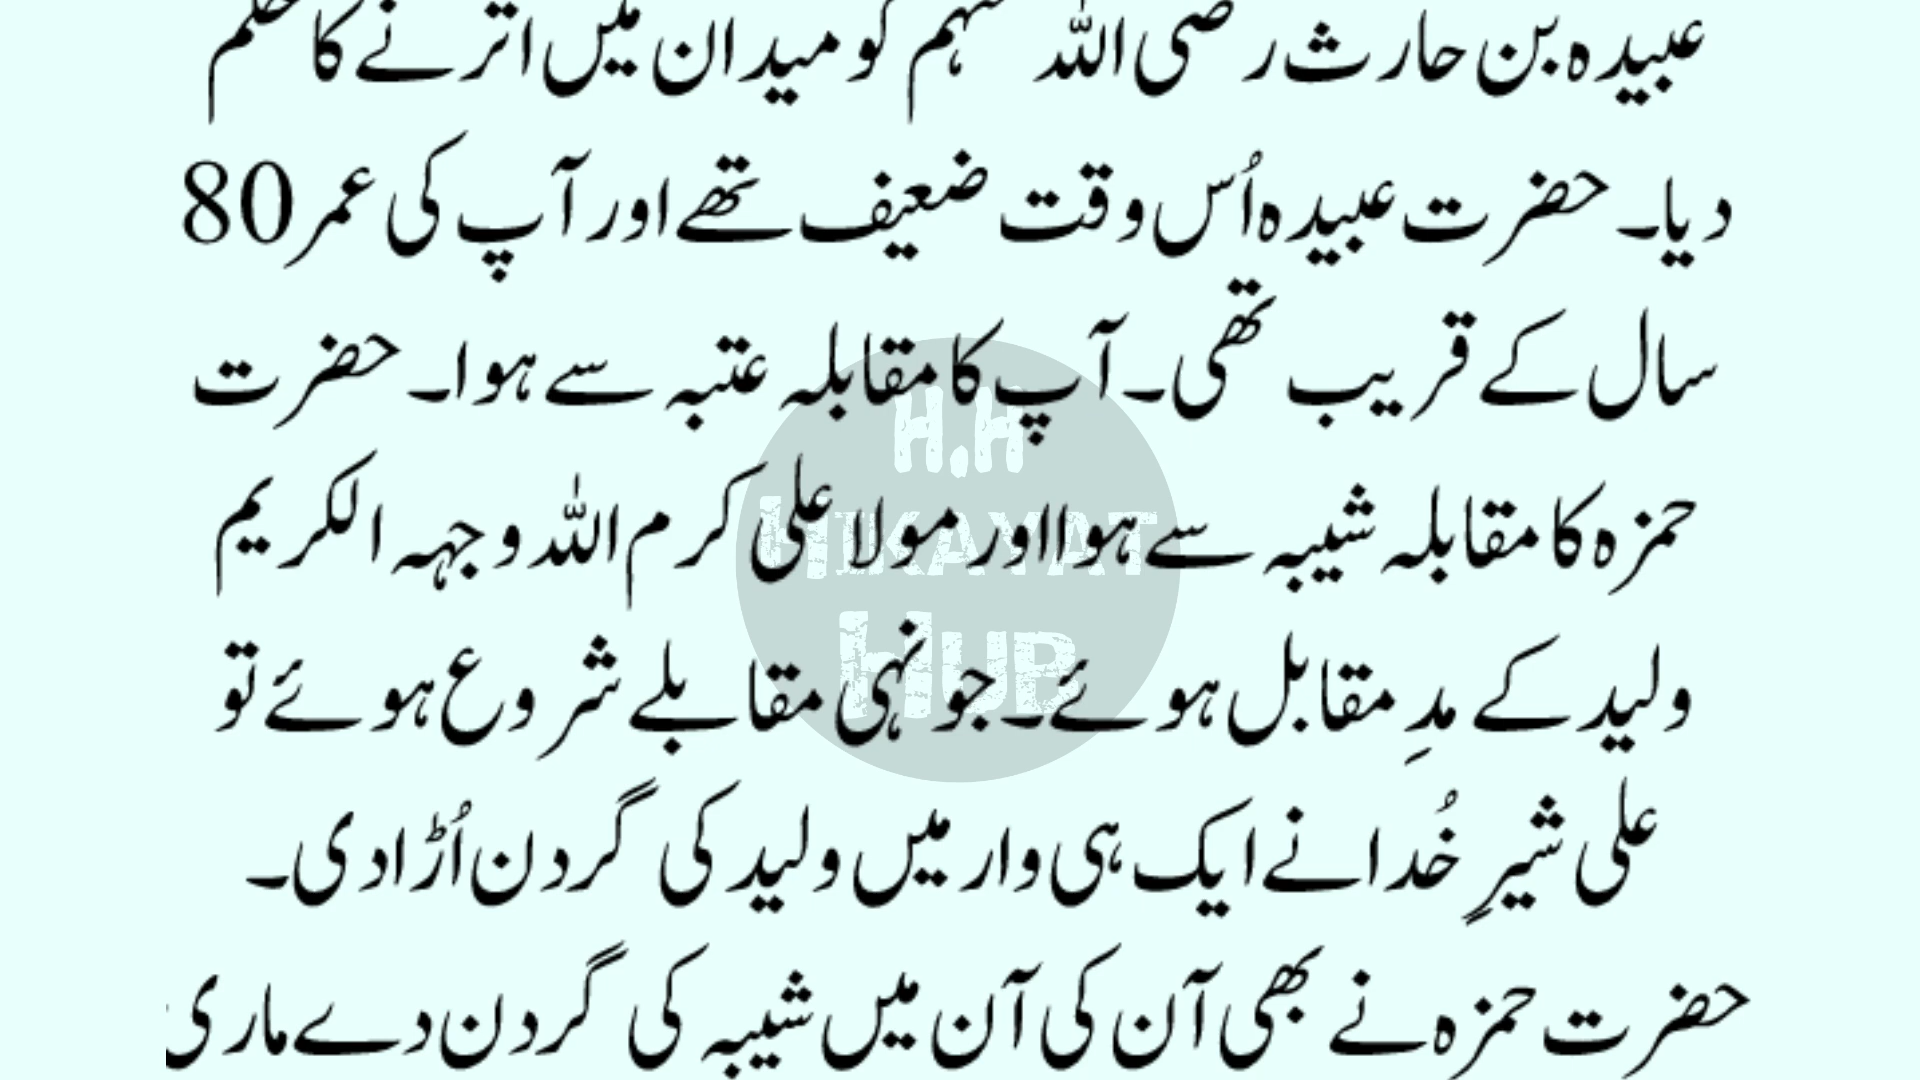 عبیدہ بن حارث رضی اللہ عنہم کو میدان میں اترنے کا حکم
دیا۔ حضرت عبیدہ اُس وقت ضعیف تھے اور آپ کی عمر 80
سال کے قریب تھی۔ آپ کا مقابلہ عتبہ سے ہوا۔ حضرت
حمزہ کا مقابلہ شیبہ سے ہوا اور مولا علی کرم اللہ وجہہ الکریم
ولید کے مدِ مقابل ہوئے۔ جونہی مقابلے شروع ہوئے تو
علی شیرِ خُدا نے ایک ہی وار میں ولید کی گردن اُڑا دی۔
حضرت حمزہ نے بھی آن کی آن میں شیبہ کی گردن دے ماری
H.H
HIKAYAT
HUB